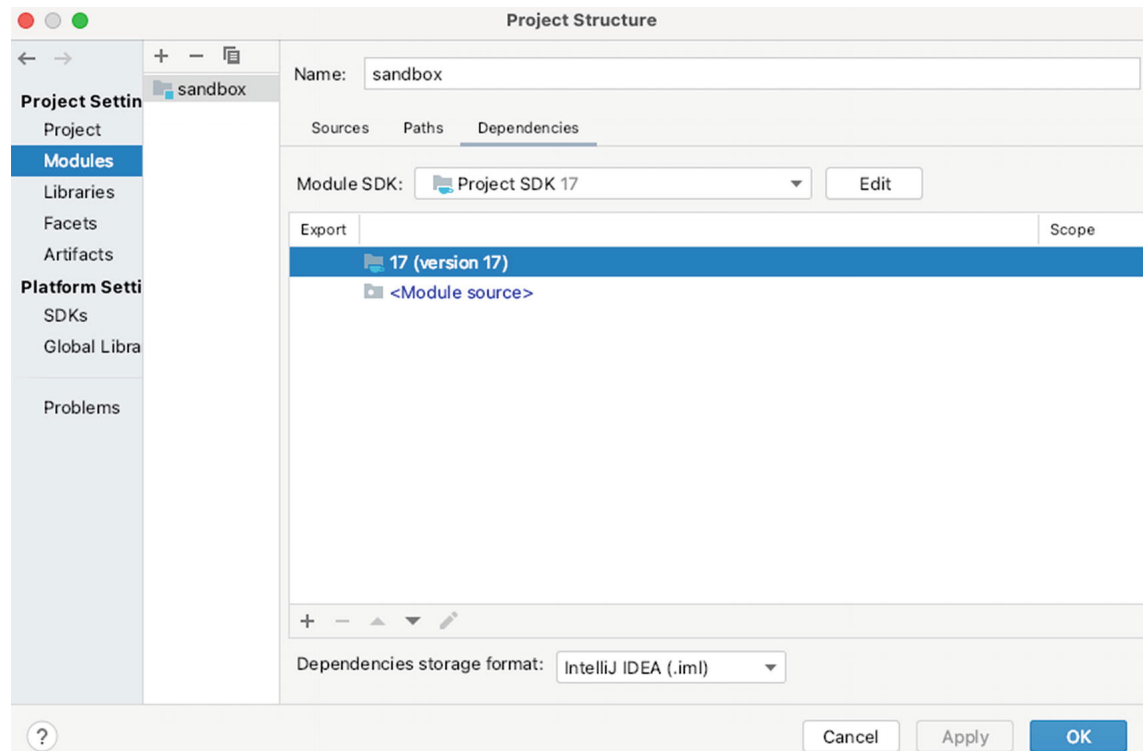 Project Structure
Project Settin
Project
Modules
Libraries
Facets
Artifacts
Platform Setti
SDKs
Global Libra
Problems
sandbox
Name: sandbox
Sources Paths Dependencies
Module SDK: Project SDK 17 Edit
Export Scope
17 (version 17)
<Module source>
Dependencies storage format: IntelliJ IDEA (.iml)
? Cancel Apply OK